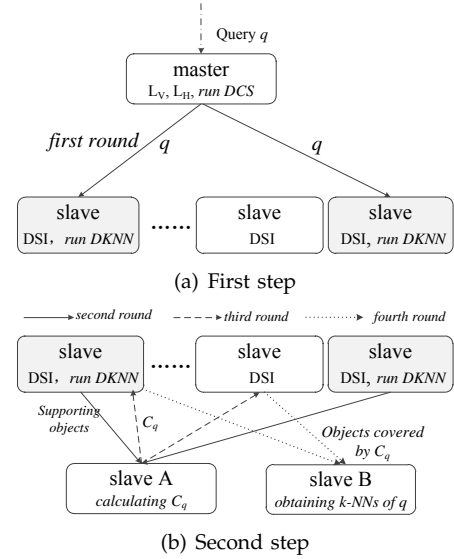 Query q
master
L_V, L_H, run DCS
first round
q
q
slave
DSI, run DKNN
......
slave
DSI
slave
DSI, run DKNN
(a) First step
second round
third round
fourth round
slave
DSI, run DKNN
......
slave
DSI
slave
DSI, run DKNN
Supporting
objects
C_q
Objects covered
by C_q
slave A
calculating C_q
slave B
obtaining k-NNs of q
(b) Second step